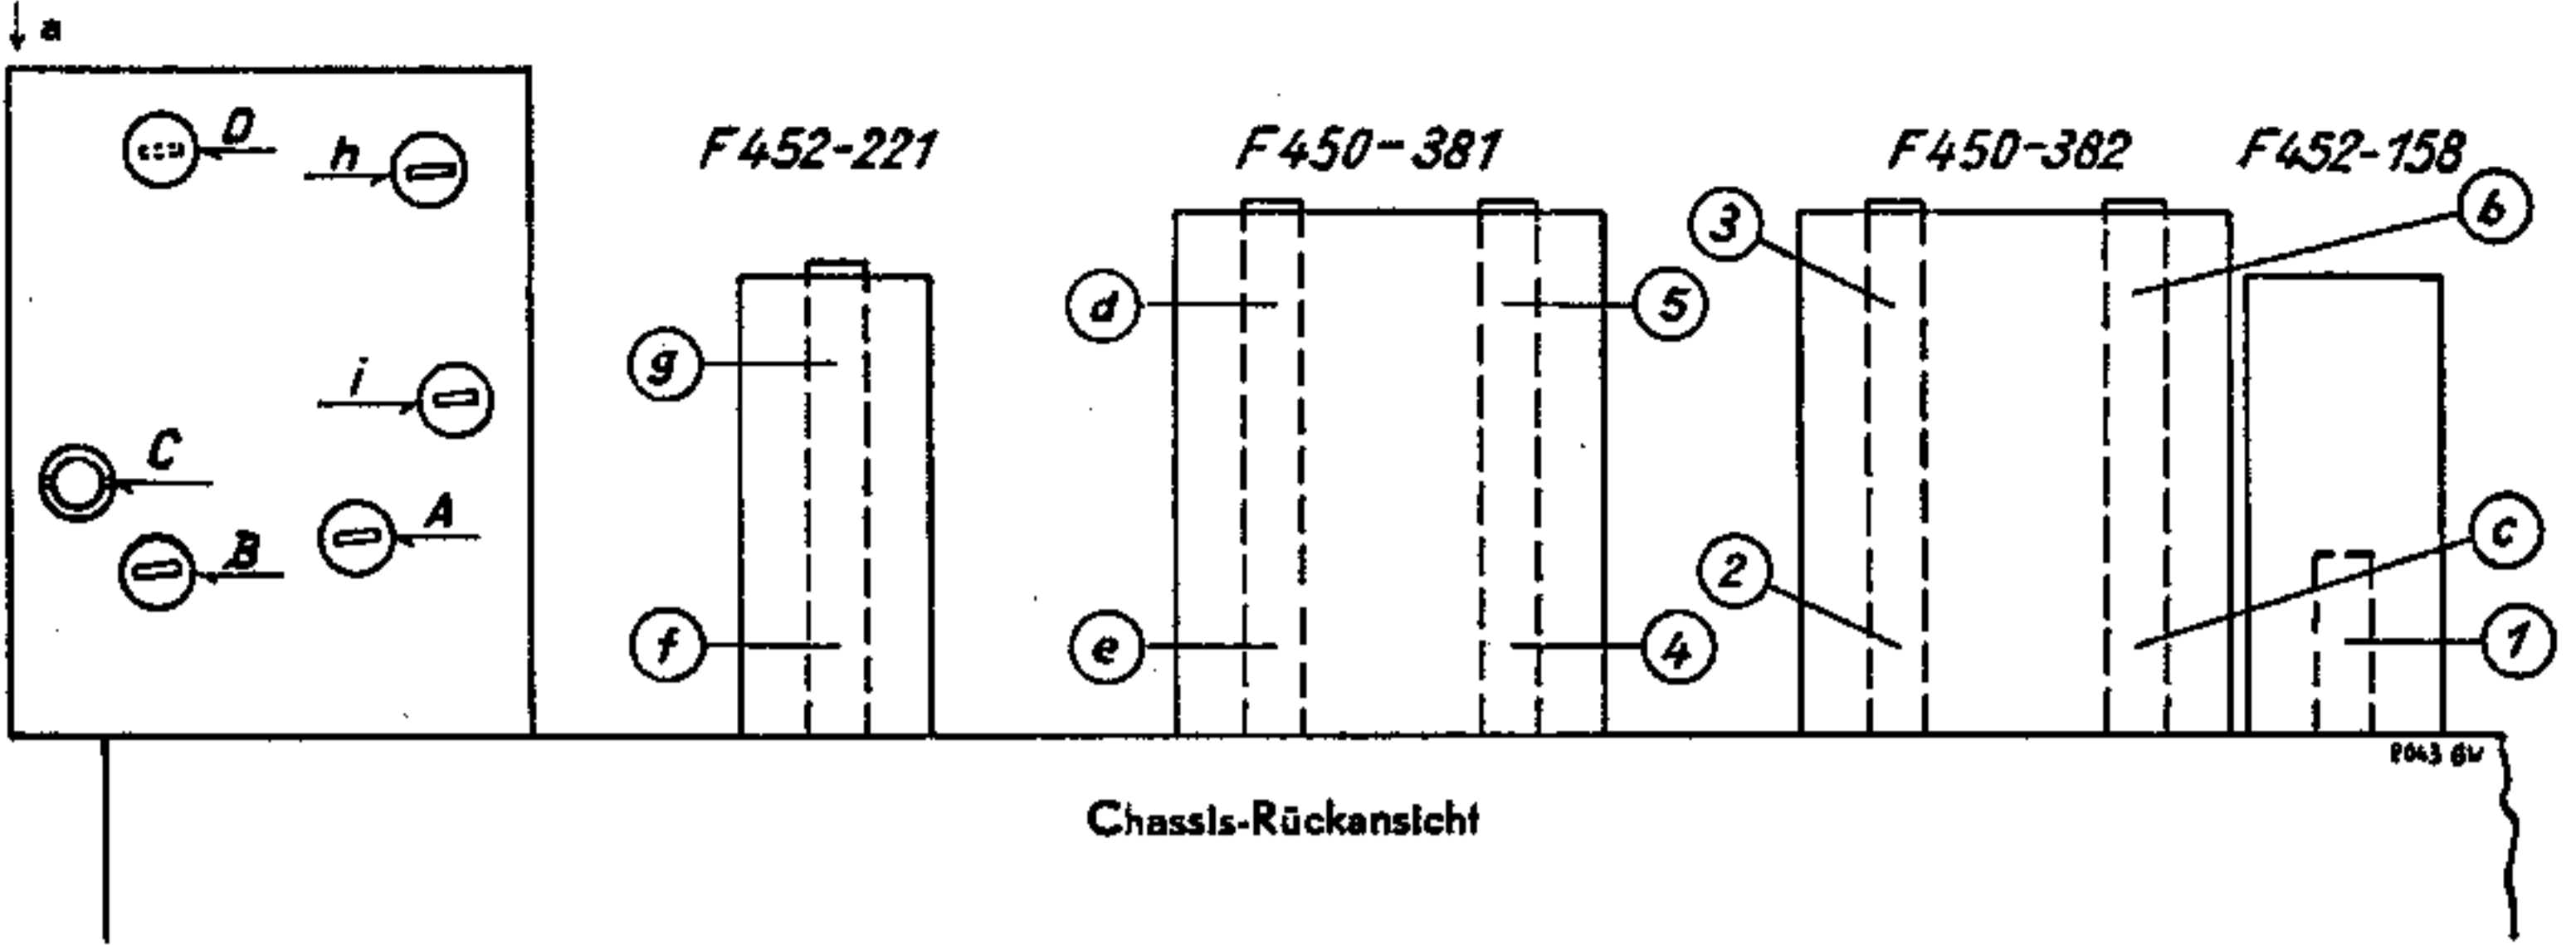 a
D
h
F452-221
F450-381
F450-382
F452-158
3
b
d
5
g
i
C
A
B
2
c
f
e
4
1
Chassis-Rückansicht